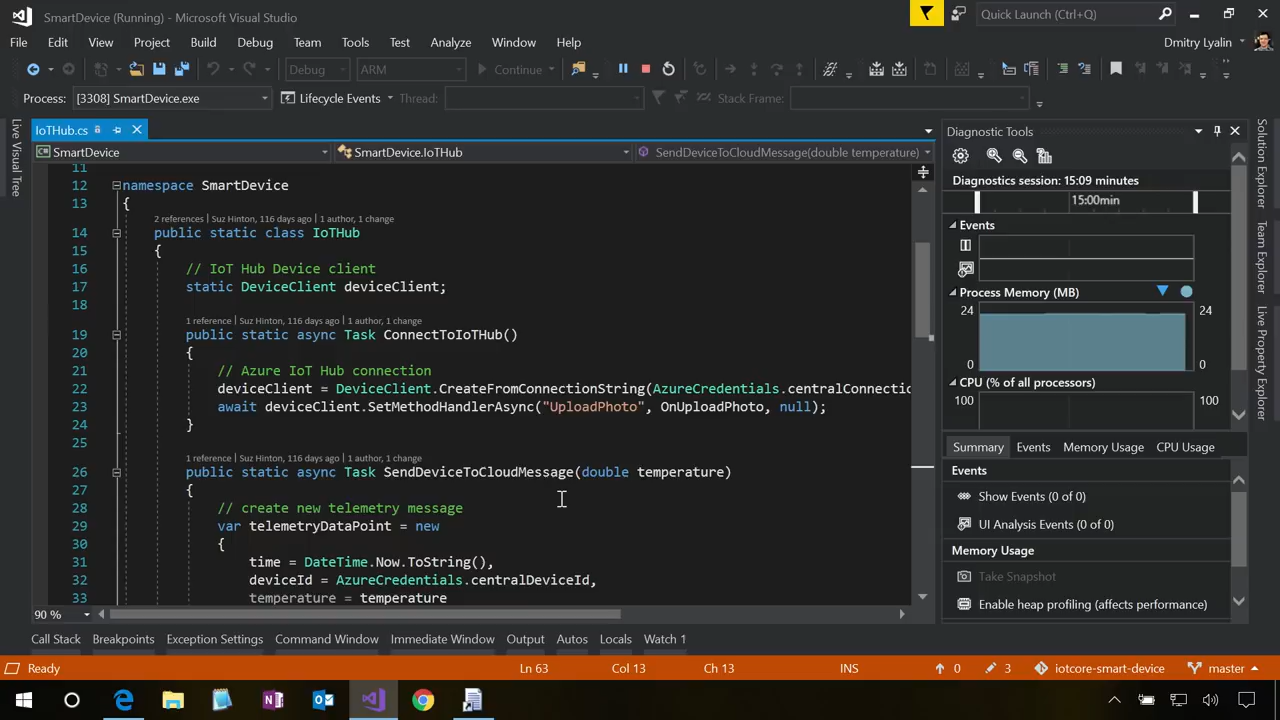 SmartDevice (Running) - Microsoft Visual Studio
Quick Launch (Ctrl+Q)
File Edit View Project Build Debug Team Tools Test Analyze Window Help
Dmitry Lyalin
Debug ARM Continue
Process: [3308] SmartDevice.exe Lifecycle Events Thread: Stack Frame:
IoTHub.cs
SmartDevice SmartDevice.IoTHub SendDeviceToCloudMessage(double temperature)
Live Visual Tree
11
12 namespace SmartDevice
13 {
2 references | Suz Hinton, 116 days ago | 1 author, 1 change
14 public static class IoTHub
15 {
16 // IoT Hub Device client
17 static DeviceClient deviceClient;
18
1 reference | Suz Hinton, 116 days ago | 1 author, 1 change
19 public static async Task ConnectToIoTHub()
20 {
21 // Azure IoT Hub connection
22 deviceClient = DeviceClient.CreateFromConnectionString(AzureCredentials.centralConnectio
23 await deviceClient.SetMethodHandlerAsync("UploadPhoto", OnUploadPhoto, null);
24 }
25
1 reference | Suz Hinton, 116 days ago | 1 author, 1 change
26 public static async Task SendDeviceToCloudMessage(double temperature)
27 {
28 // create new telemetry message
29 var telemetryDataPoint = new
30 {
31 time = DateTime.Now.ToString(),
32 deviceId = AzureCredentials.centralDeviceId,
33 temperature = temperature
90 %
Diagnostic Tools
Diagnostics session: 15:09 minutes
15:00min
Events
Process Memory (MB)
24 24
0 0
CPU (% of all processors)
100 100
Summary Events Memory Usage CPU Usage
Events
Show Events (0 of 0)
UI Analysis Events (0 of 0)
Memory Usage
Take Snapshot
Enable heap profiling (affects performance)
Solution Explorer
Team Explorer
Live Property Explorer
Call Stack Breakpoints Exception Settings Command Window Immediate Window Output Autos Locals Watch 1
Ready Ln 63 Col 13 Ch 13 INS 0 3 iotcore-smart-device master